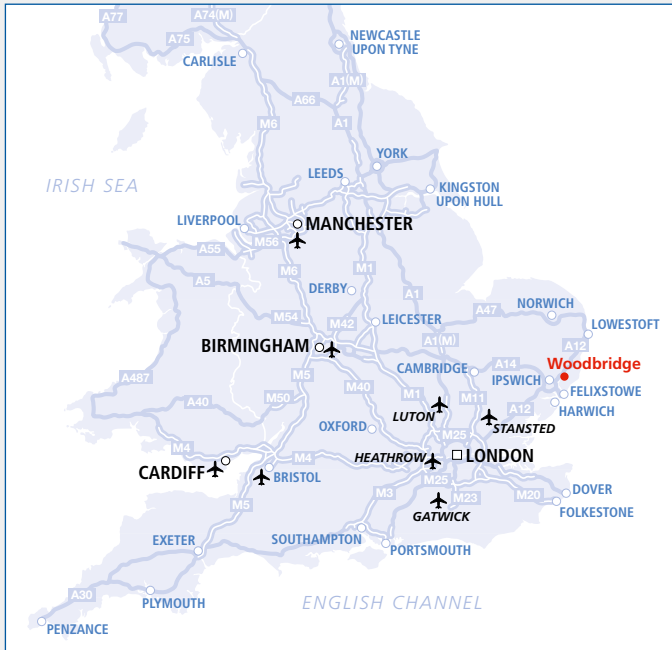 A77
A74(M)
A75
NEWCASTLE
UPON TYNE
CARLISLE
A1(M)
A66
M6
A1
YORK
LEEDS
IRISH SEA
KINGSTON
UPON HULL
LIVERPOOL
MANCHESTER
M56
A55
M6
M1
A5
DERBY
A1
NORWICH
A47
M54
M42
LEICESTER
LOWESTOFT
BIRMINGHAM
A1(M)
A12
CAMBRIDGE
A14
Woodbridge
M5
IPSWICH
A487
M40
M1
M11
FELIXSTOWE
A40
M50
HARWICH
LUTON
A12
STANSTED
OXFORD
M25
M4
M4
HEATHROW
LONDON
CARDIFF
BRISTOL
M25
M3
M23
M20
DOVER
M5
GATWICK
FOLKESTONE
EXETER
SOUTHAMPTON
PORTSMOUTH
A30
PLYMOUTH
ENGLISH CHANNEL
PENZANCE